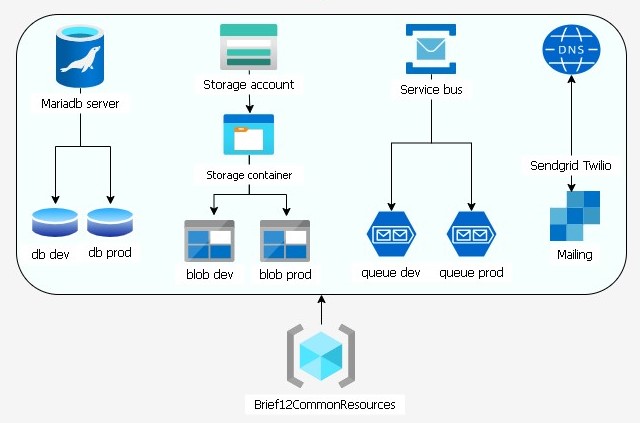 DNS
Mariadb server
Storage account
Service bus
Sendgrid Twilio
Storage container
db dev
db prod
blob dev
blob prod
queue dev
queue prod
Mailing
Brief12CommonResources